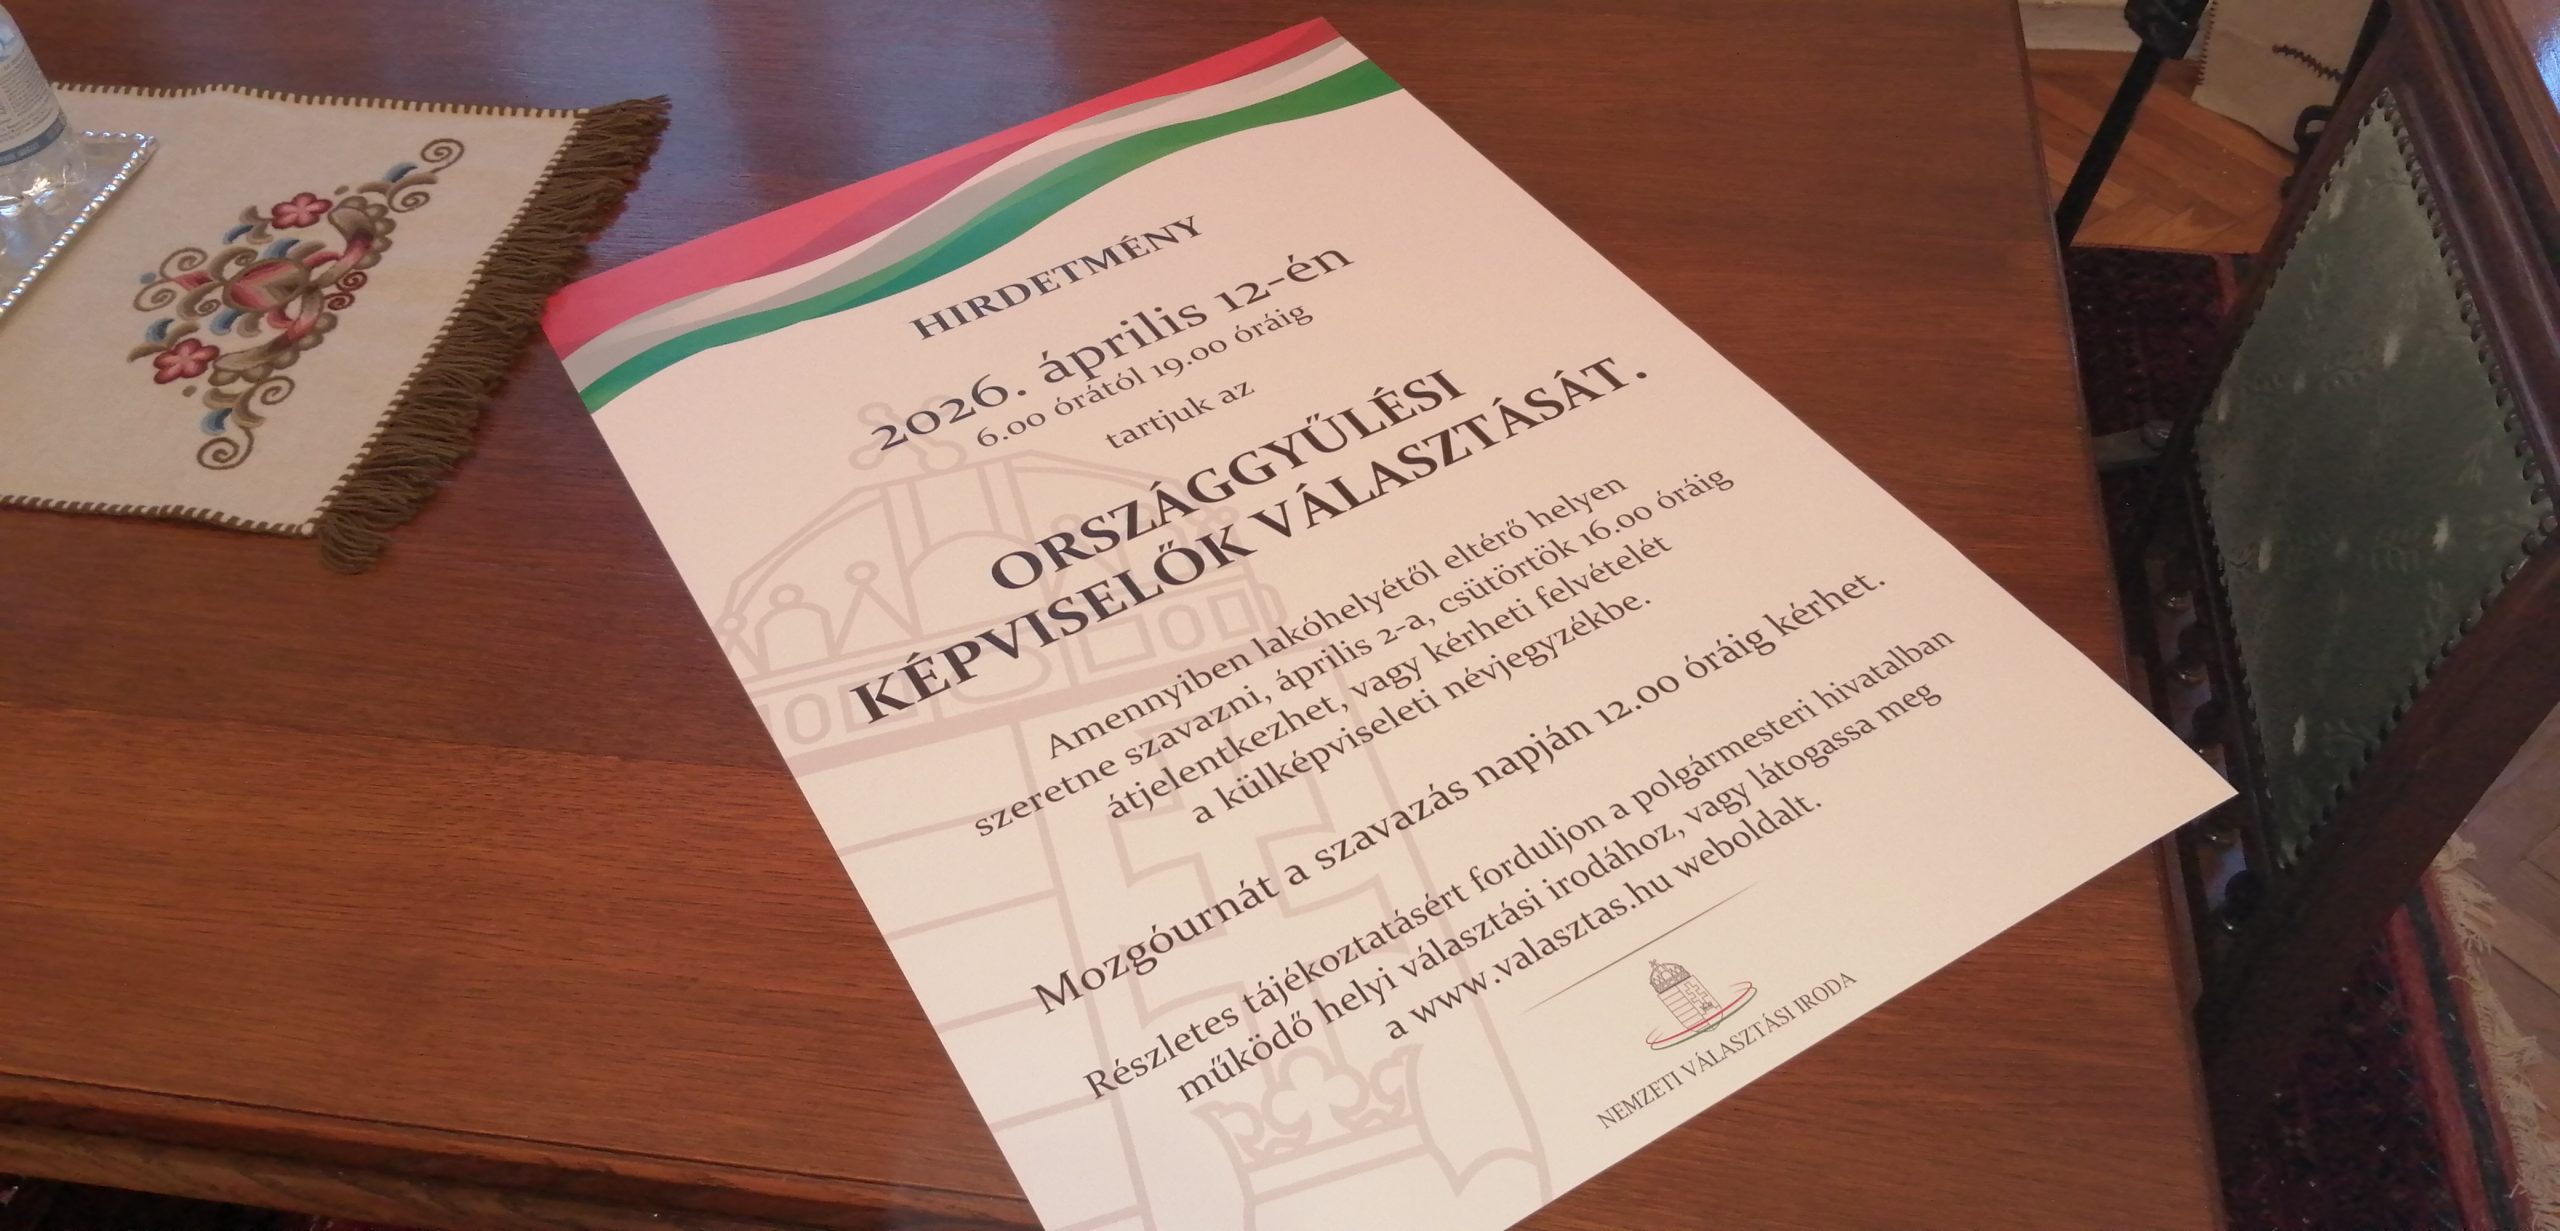 HIRDETMÉNY
2026. április 12-én
6.00 órától 19.00 óráig
tartjuk az
ORSZÁGGYŰLÉSI
KÉPVISELŐK VÁLASZTÁSÁT.
Amennyiben lakóhelyétől eltérő helyen
szeretne szavazni, április 2-a, csütörtök 16.00 óráig
átjelentkezhet, vagy kérheti felvételét
a külképviseleti névjegyzékbe.
Mozgóurnát a szavazás napján 12.00 óráig kérhet.
Részletes tájékoztatásért forduljon a polgármesteri hivatalban
működő helyi választási irodához, vagy látogassa meg
a www.valasztas.hu weboldalt.
NEMZETI VÁLASZTÁSI IRODA